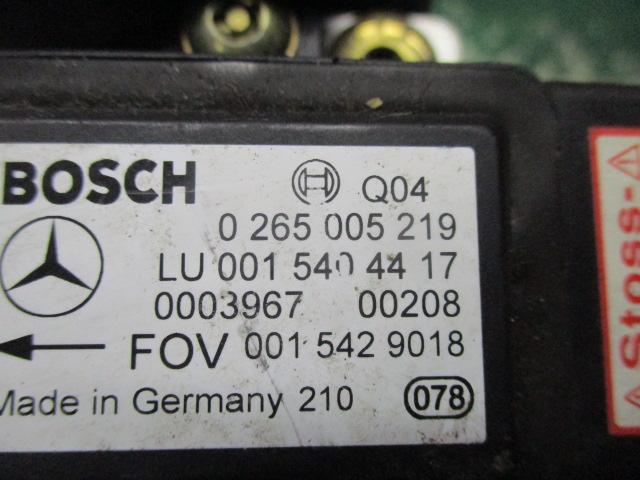 BOSCH Q04
0 265 005 219
LU 001 540 44 17
0003967 00208
FOV 001 542 9018
Made in Germany 210 078
Stoss-